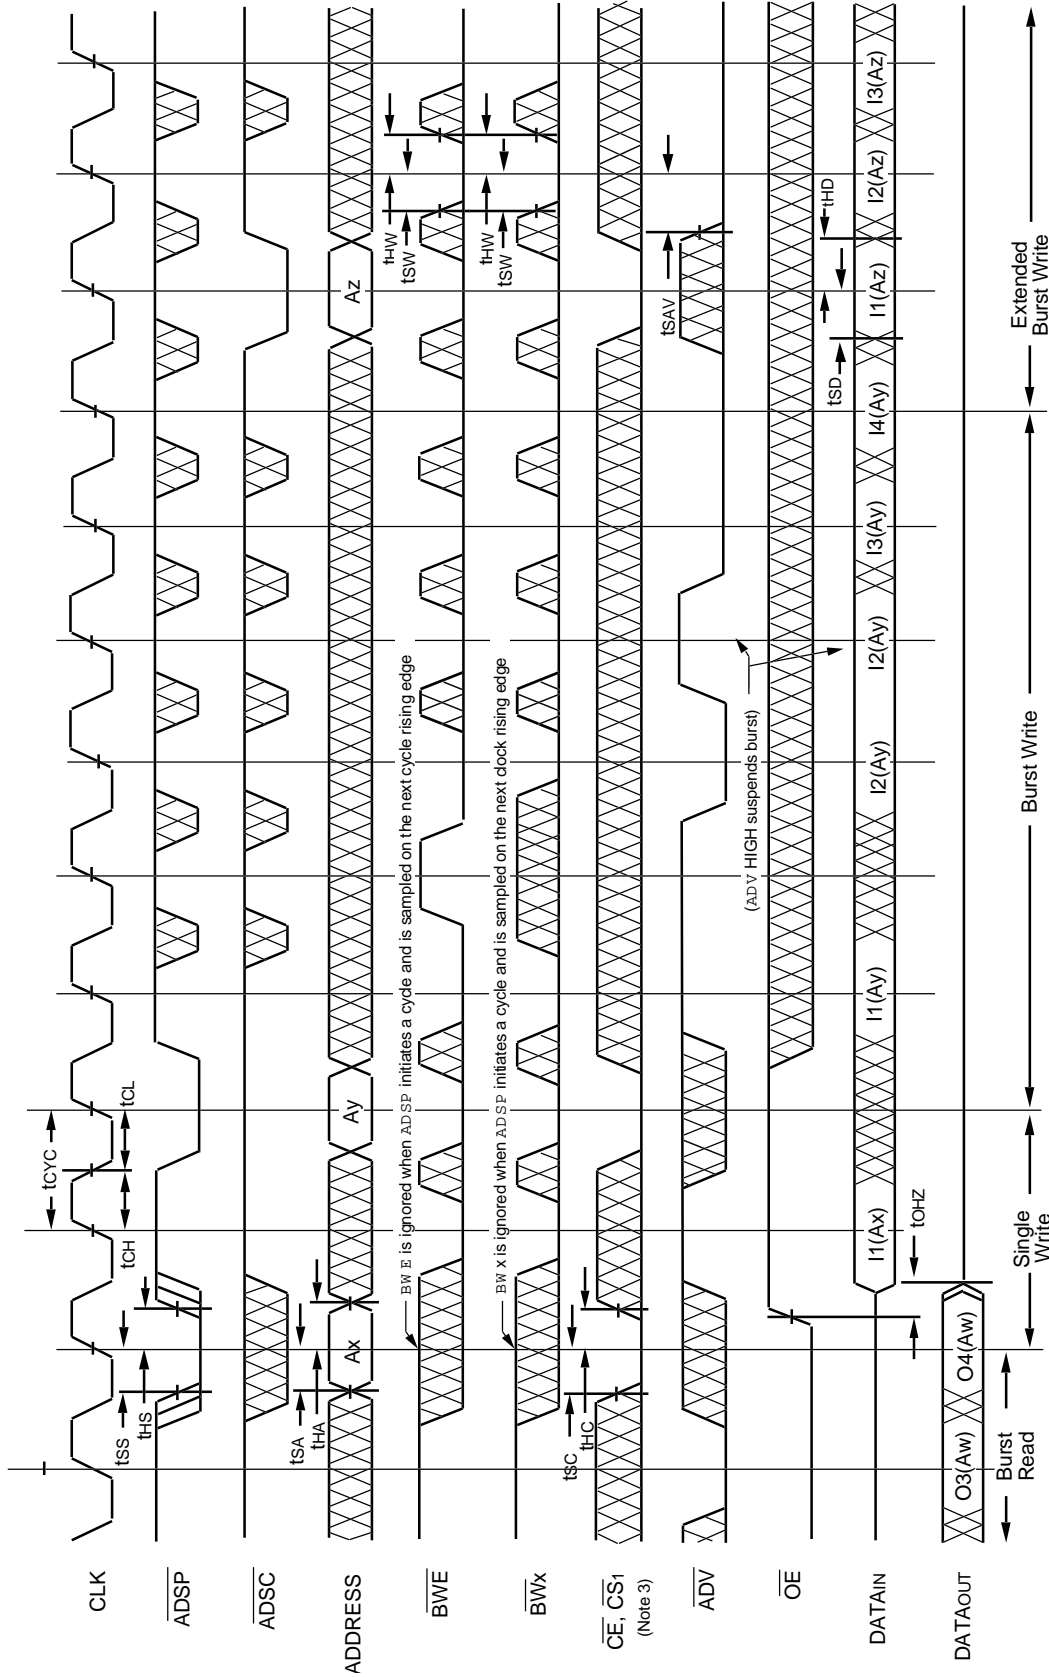 CLK
tCYC
tCH
tCL
tSS
tHS
ADSP
ADSC
tSA
tHA
ADDRESS
Ax
Ay
Az
BWE is ignored when ADSP initiates a cycle and is sampled on the next cycle rising edge
tHW
tSW
BWE
BWx is ignored when ADSP initiates a cycle and is sampled on the next dock rising edge
tHW
tSW
BWx
tSC
tHC
CE, CS1
(Note 3)
tSAV
ADV
(ADV HIGH suspends burst)
OE
tSD
tHD
DATAIN
I1(Ax)
I1(Ay)
I2(Ay)
I2(Ay)
I3(Ay)
I4(Ay)
I1(Az)
I2(Az)
I3(Az)
tOHZ
DATAOUT
O3(Aw)
O4(Aw)
Burst
Read
Single
Write
Burst Write
Extended
Burst Write